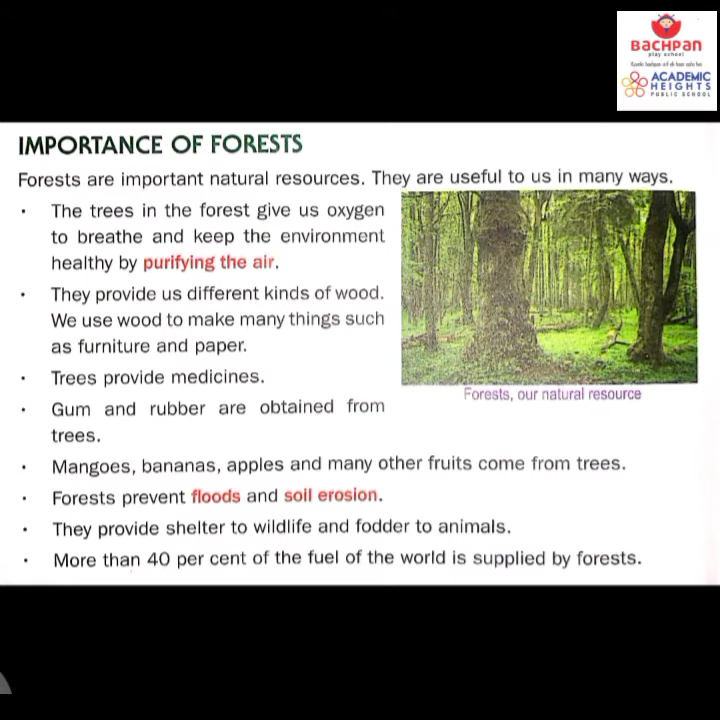 BACHPAN
play school
ACADEMIC
HEIGHTS
PUBLIC SCHOOL
IMPORTANCE OF FORESTS
Forests are important natural resources. They are useful to us in many ways.
• The trees in the forest give us oxygen
to breathe and keep the environment
healthy by purifying the air.
• They provide us different kinds of wood.
We use wood to make many things such
as furniture and paper.
• Trees provide medicines.
• Gum and rubber are obtained from
trees.
Forests, our natural resource
• Mangoes, bananas, apples and many other fruits come from trees.
• Forests prevent floods and soil erosion.
• They provide shelter to wildlife and fodder to animals.
• More than 40 per cent of the fuel of the world is supplied by forests.